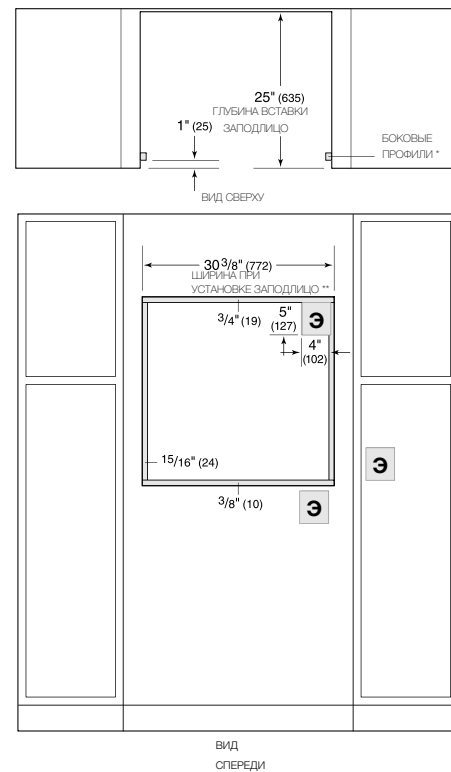 25" (635)
ГЛУБИНА ВСТАВКИ
ЗАПОДЛИЦО
1" (25)
БОКОВЫЕ
ПРОФИЛИ *
ВИД СВЕРХУ
30 3/8" (772)
ШИРИНА ПРИ
УСТАНОВКЕ ЗАПОДЛИЦО **
3/4" (19)
5"
(127)
Э
4"
(102)
15/16" (24)
Э
3/8" (10)
Э
ВИД
СПЕРЕДИ